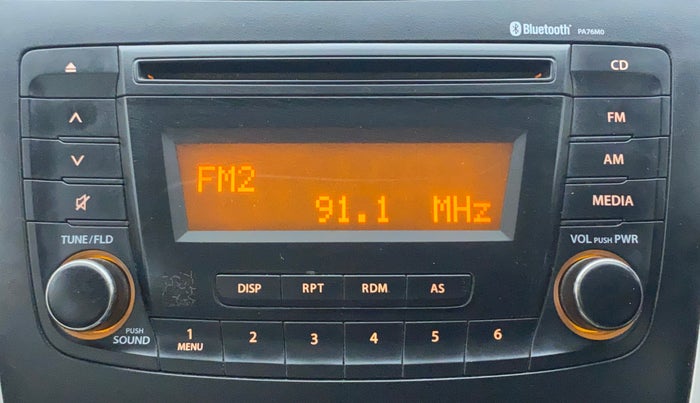 Bluetooth® PA76M0
CD
FM
AM
MEDIA
FM2
91.1 MHz
TUNE/FLD
VOL PUSH PWR
DISP RPT RDM AS
PUSH SOUND
1 MENU 2 3 4 5 6